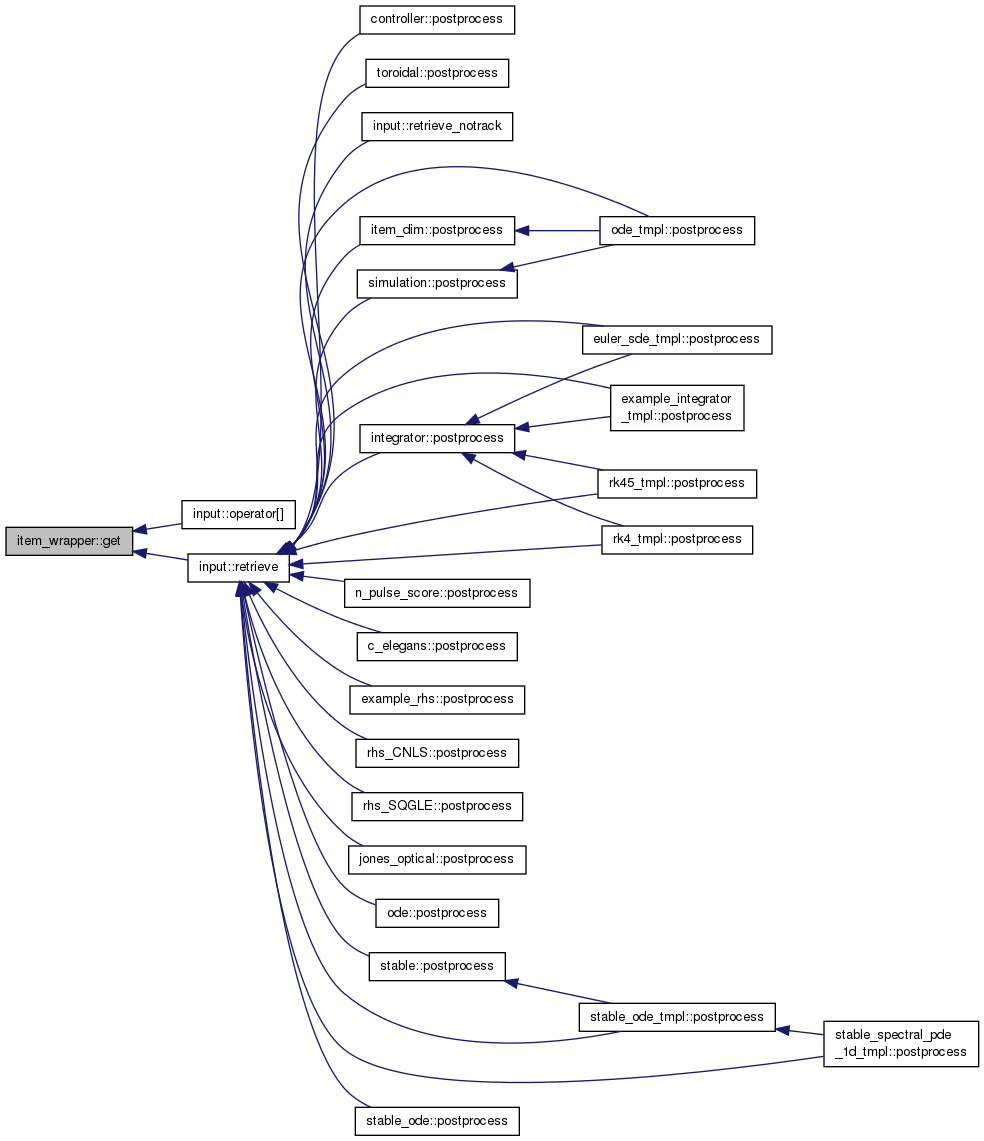 controller::postprocess
toroidal::postprocess
input::retrieve_notrack
item_dim::postprocess
ode_tmpl::postprocess
simulation::postprocess
euler_sde_tmpl::postprocess
example_integrator
_tmpl::postprocess
integrator::postprocess
rk45_tmpl::postprocess
input::operator[]
item_wrapper::get
rk4_tmpl::postprocess
input::retrieve
n_pulse_score::postprocess
c_elegans::postprocess
example_rhs::postprocess
rhs_CNLS::postprocess
rhs_SQGLE::postprocess
jones_optical::postprocess
ode::postprocess
stable::postprocess
stable_ode_tmpl::postprocess
stable_spectral_pde
_1d_tmpl::postprocess
stable_ode::postprocess